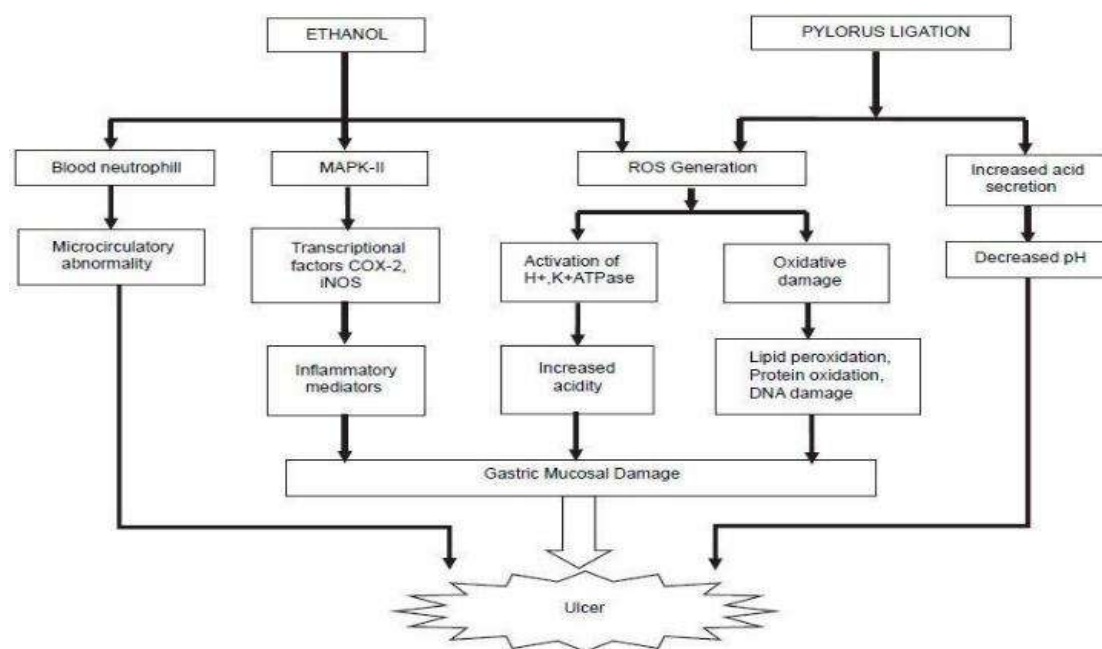 ETHANOL
PYLORUS LIGATION
Blood neutrophill
MAPK-II
ROS Generation
Increased acid
secretion
Microcirculatory
abnormality
Transcriptional
factors COX-2,
iNOS
Activation of
H+,K+ATPase
Oxidative
damage
Decreased pH
Inflammatory
mediators
Increased
acidity
Lipid peroxidation,
Protein oxidation,
DNA damage
Gastric Mucosal Damage
Ulcer